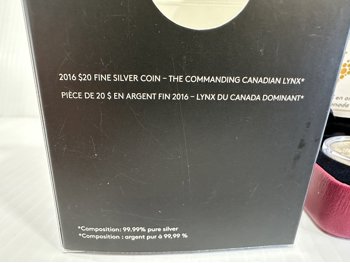 2016 $20 FINE SILVER COIN – THE COMMANDING CANADIAN LYNX*
PIÈCE DE 20 $ EN ARGENT FIN 2016 – LYNX DU CANADA DOMINANT*
*Composition: 99.99% pure silver
*Composition : argent pur à 99,99 %